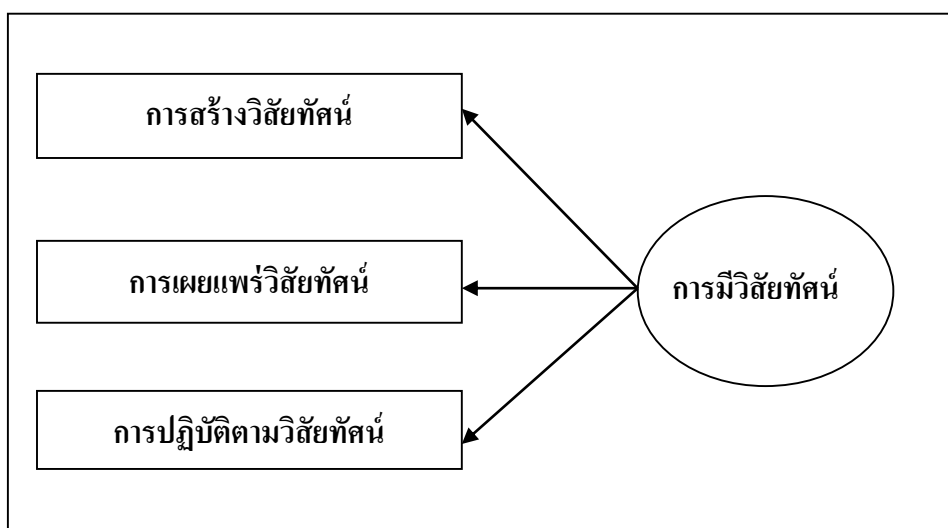 การสร้างวิสัยทัศน์
การเผยแพร่วิสัยทัศน์
การมีวิสัยทัศน์
การปฏิบัติตามวิสัยทัศน์